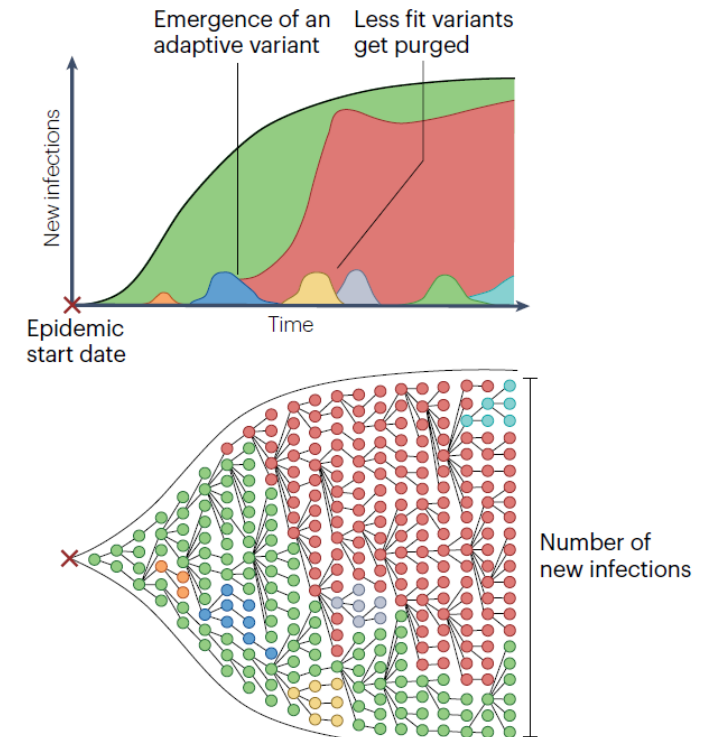 Emergence of an
adaptive variant
Less fit variants
get purged
New infections
Time
Epidemic
start date
Number of
new infections